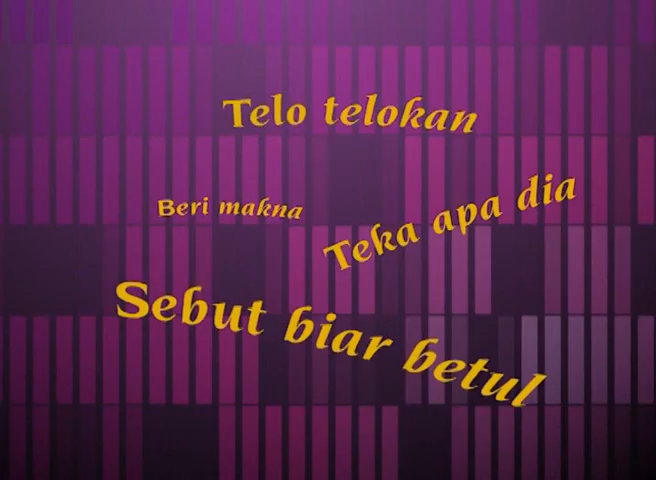 Telo telokan
Beri makna
Teka apa dia
Sebut biar betul